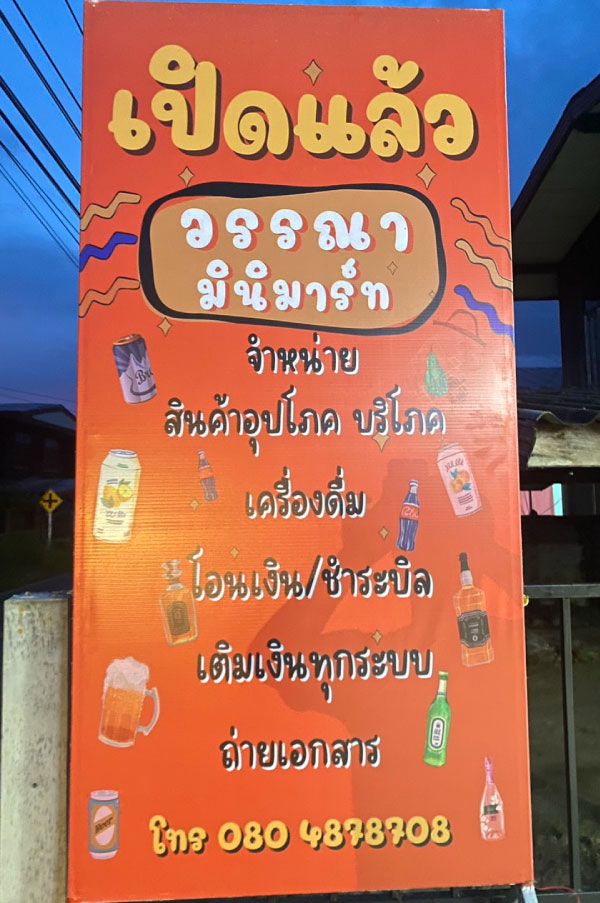 เปิดแล้ว
วรรณา
มินิมาร์ท
จำหน่าย
สินค้าอุปโภค บริโภค
เครื่องดื่ม
โอนเงิน/ชำระบิล
เติมเงินทุกระบบ
ถ่ายเอกสาร
Beer
โทร 080 4878708